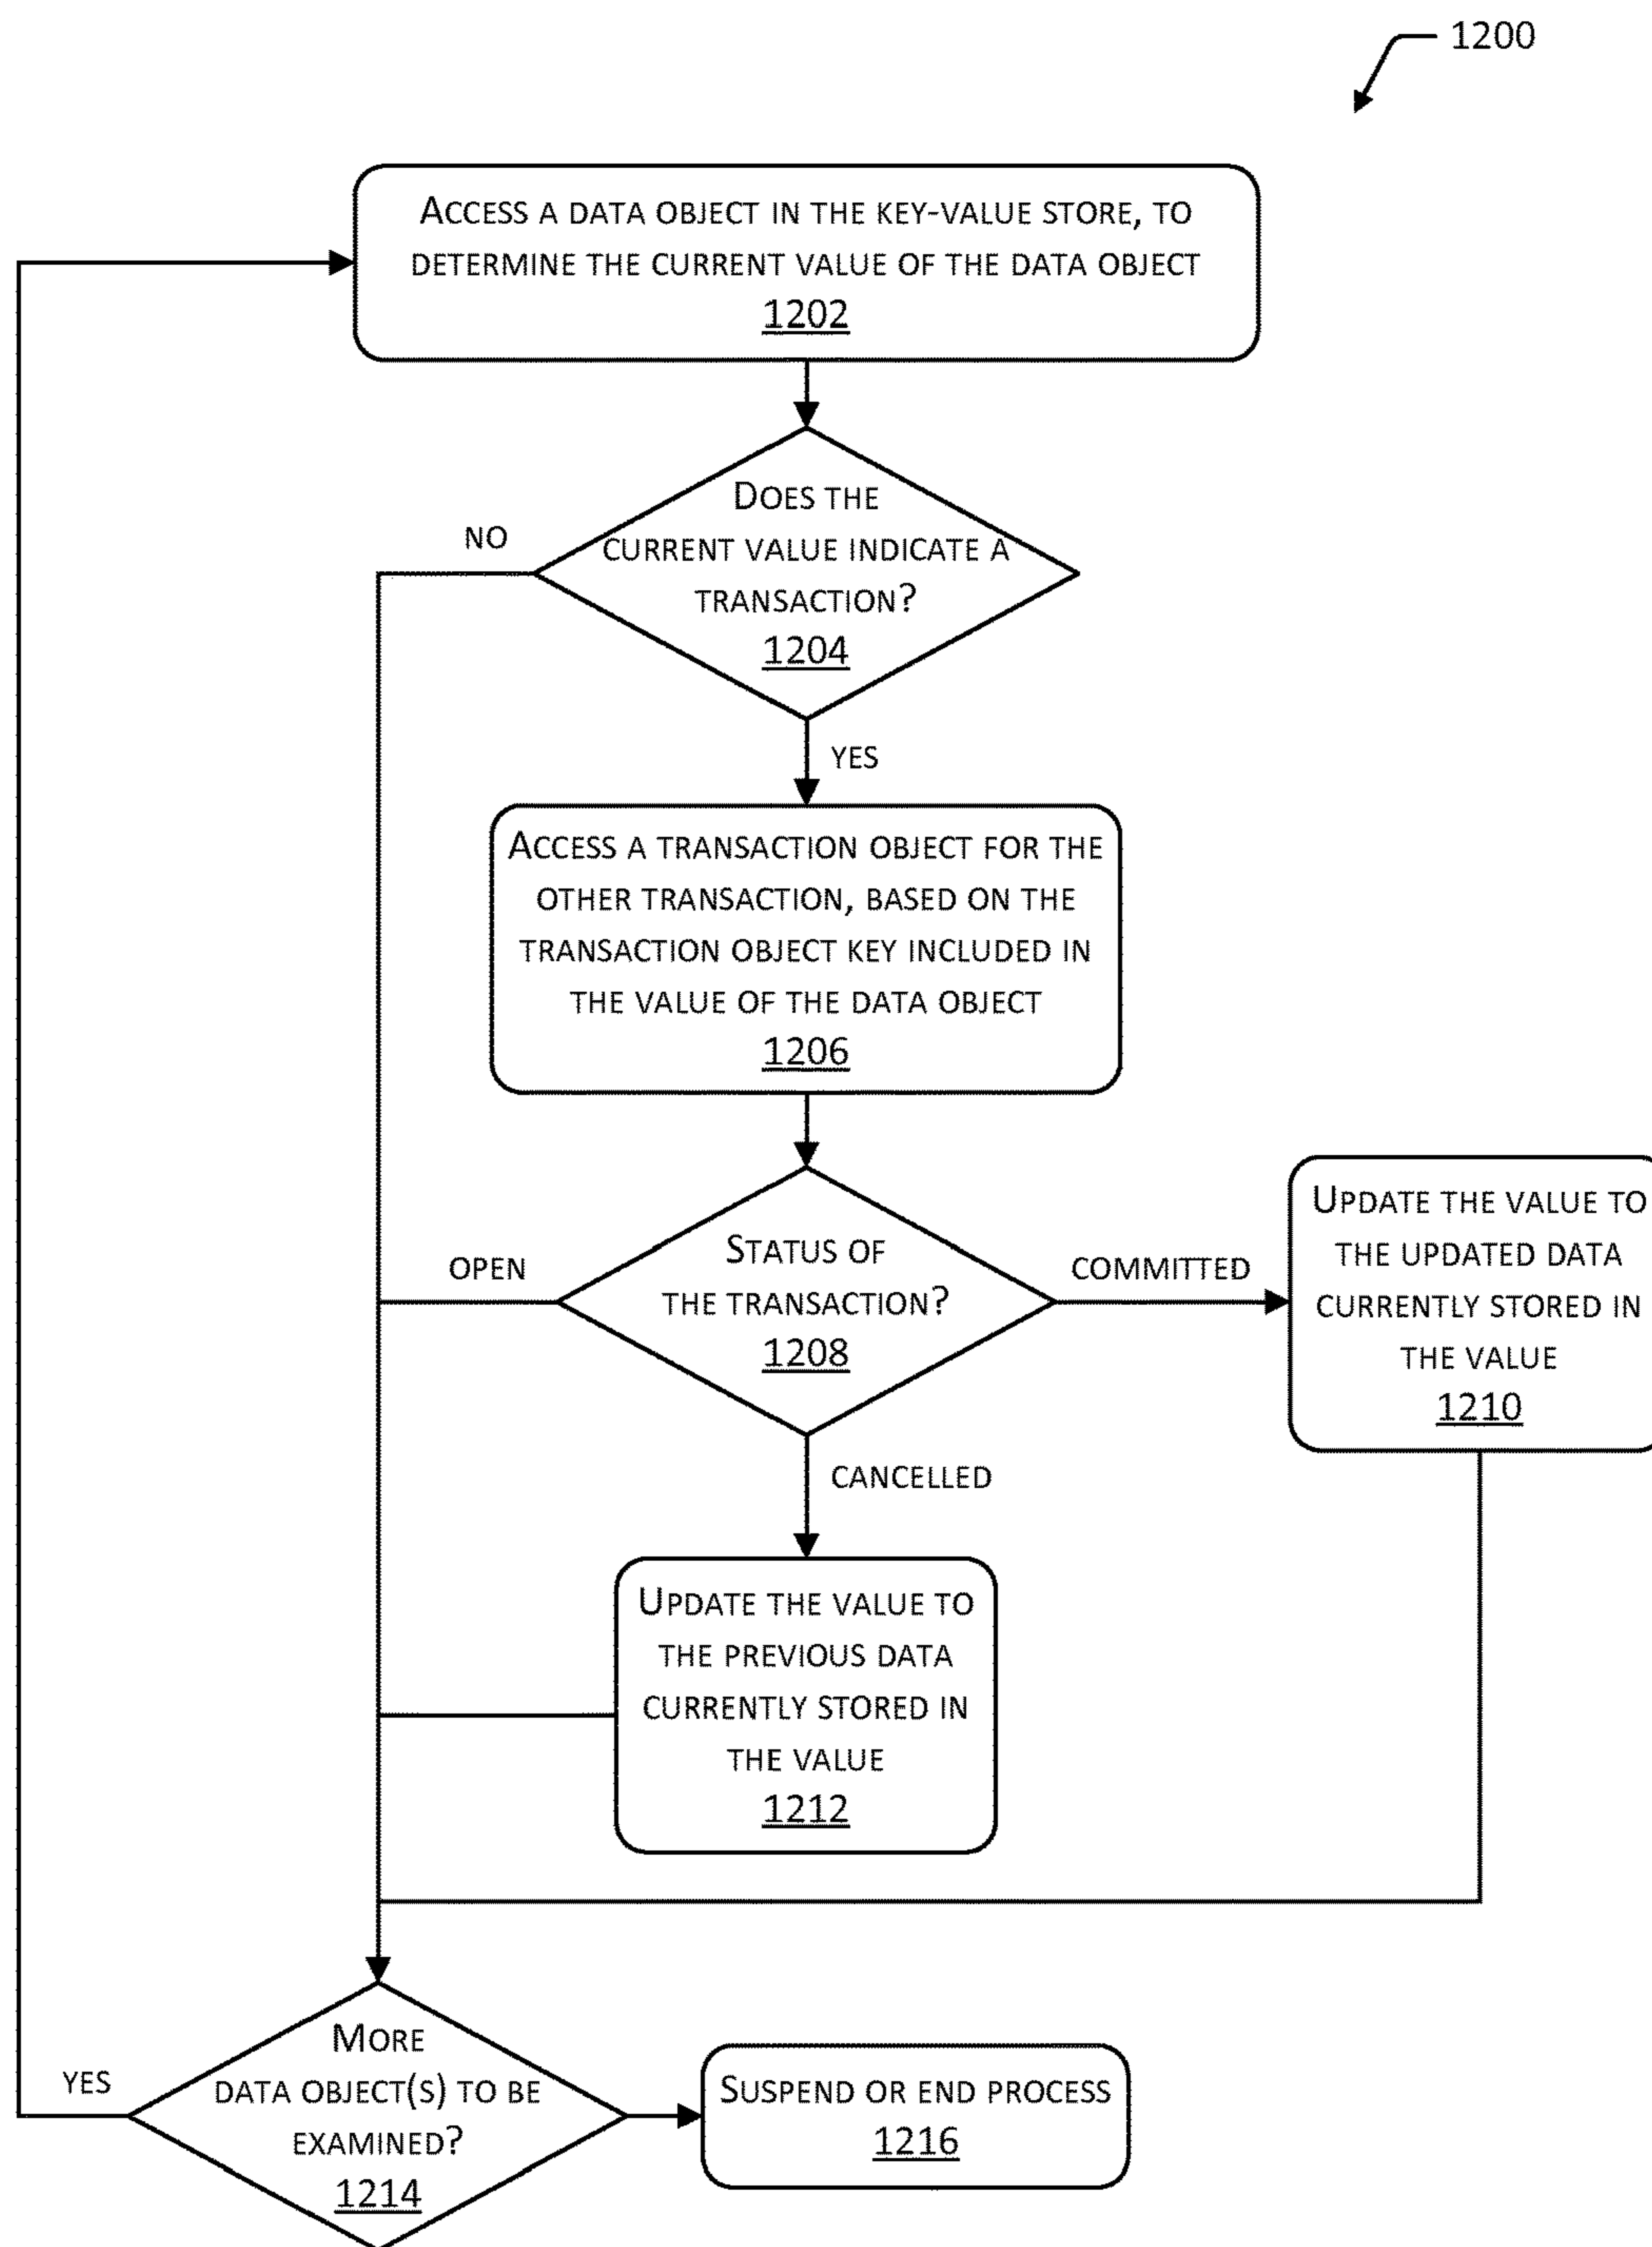 1200
ACCESS A DATA OBJECT IN THE KEY-VALUE STORE, TO
DETERMINE THE CURRENT VALUE OF THE DATA OBJECT
1202
DOES THE
CURRENT VALUE INDICATE A
TRANSACTION?
1204
NO
YES
ACCESS A TRANSACTION OBJECT FOR THE
OTHER TRANSACTION, BASED ON THE
TRANSACTION OBJECT KEY INCLUDED IN
THE VALUE OF THE DATA OBJECT
1206
STATUS OF
THE TRANSACTION?
1208
OPEN
COMMITTED
UPDATE THE VALUE TO
THE UPDATED DATA
CURRENTLY STORED IN
THE VALUE
1210
CANCELLED
UPDATE THE VALUE TO
THE PREVIOUS DATA
CURRENTLY STORED IN
THE VALUE
1212
MORE
DATA OBJECT(S) TO BE
EXAMINED?
1214
YES
SUSPEND OR END PROCESS
1216